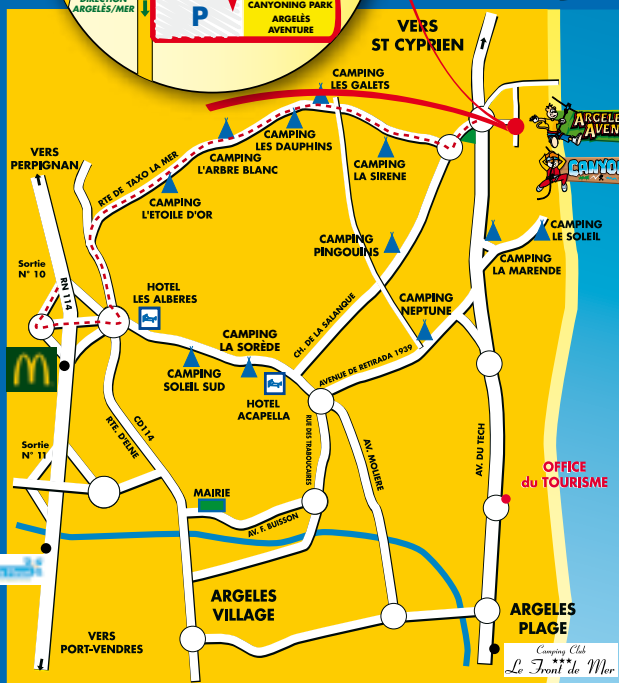 DIRECTION
ARGELÉS/MER
P
CANYONING PARK
ARGELÈS
AVENTURE
VERS
ST CYPRIEN
CAMPING
LES GALETS
CAMPING
LES DAUPHINS
CAMPING
L'ARBRE BLANC
CAMPING
LA SIRENE
VERS
PERPIGNAN
RTE DE TAXO LA MER
CAMPING
L'ETOILE D'OR
CAMPING
PINGOUINS
CAMPING
LE SOLEIL
CAMPING
LA MARENDE
Sortie
N° 10
RN 114
HOTEL
LES ALBERES
CAMPING
NEPTUNE
CH. DE LA SALANQUE
CAMPING
LA SORÈDE
M
CAMPING
SOLEIL SUD
HOTEL
ACAPELLA
AVENUE DE RETIRADA 1939
CD114
RTE. D'ELNE
RUE DES TRABOUCAIRES
AV. MOLIERE
AV. DU TECH
Sortie
N° 11
OFFICE
du TOURISME
MAIRIE
AV. F. BUISSON
ARGELES
VILLAGE
ARGELES
PLAGE
VERS
PORT-VENDRES
Camping Club
Le Front de Mer